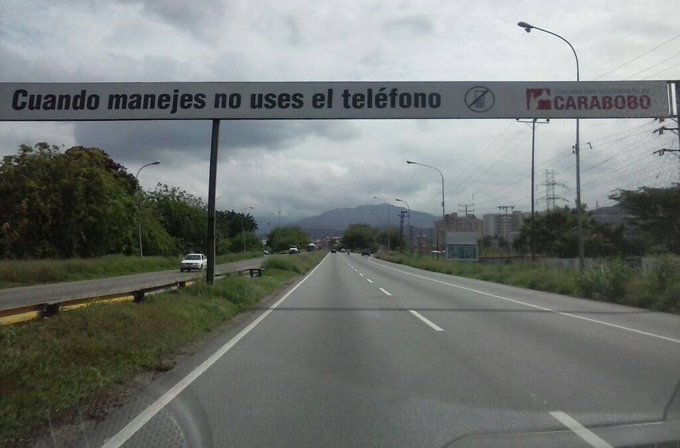 Cuando manejes no uses el teléfono
CARABOBO